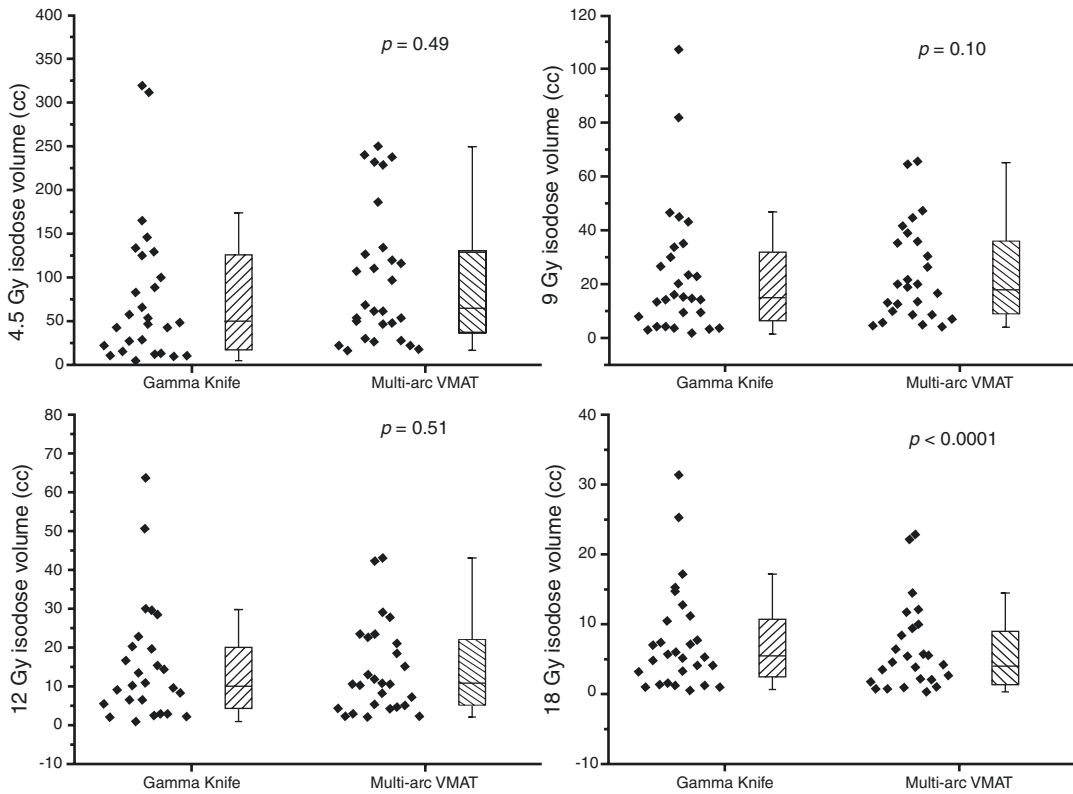 4.5 Gy isodose volume (cc)
400
350
300
250
200
150
100
50
0
p = 0.49
Gamma Knife
Multi-arc VMAT
9 Gy isodose volume (cc)
120
100
80
60
40
20
0
p = 0.10
Gamma Knife
Multi-arc VMAT
12 Gy isodose volume (cc)
80
70
60
50
40
30
20
10
0
-10
p = 0.51
Gamma Knife
Multi-arc VMAT
18 Gy isodose volume (cc)
40
30
20
10
0
-10
p < 0.0001
Gamma Knife
Multi-arc VMAT